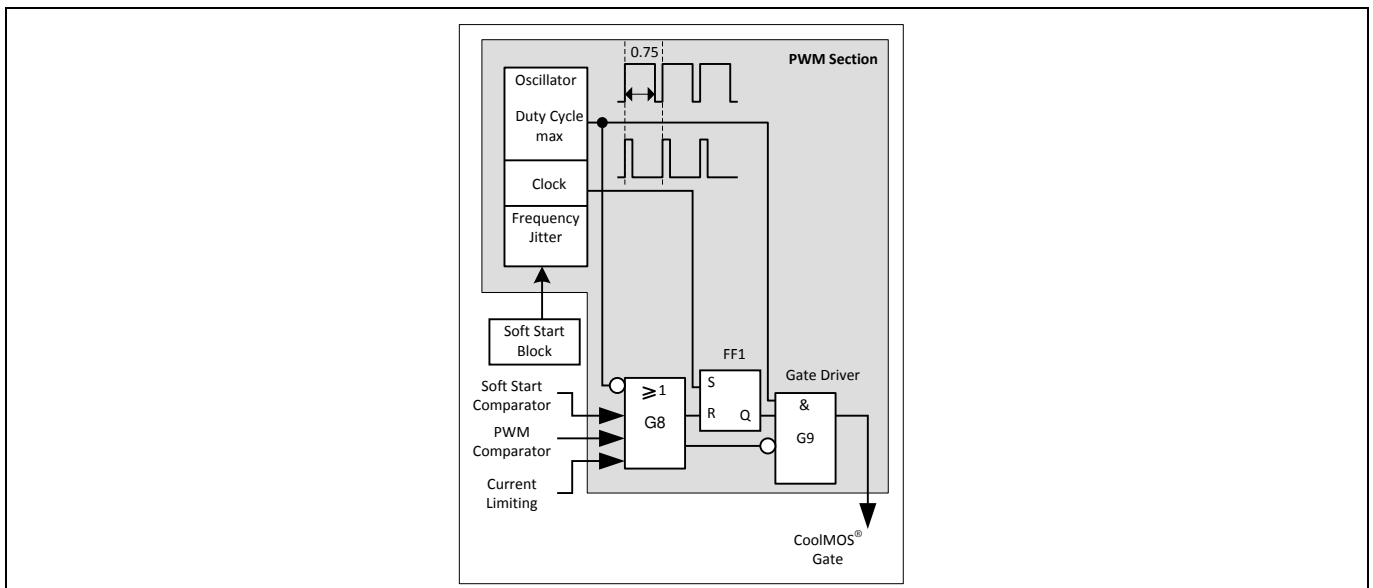 0.75
PWM Section
Oscillator
Duty Cycle
max
Clock
Frequency
Jitter
Soft Start
Block
FF1
Gate Driver
Soft Start
Comparator
PWM
Comparator
Current
Limiting
⩾1
G8
S
R Q
&
G9
CoolMOS®
Gate